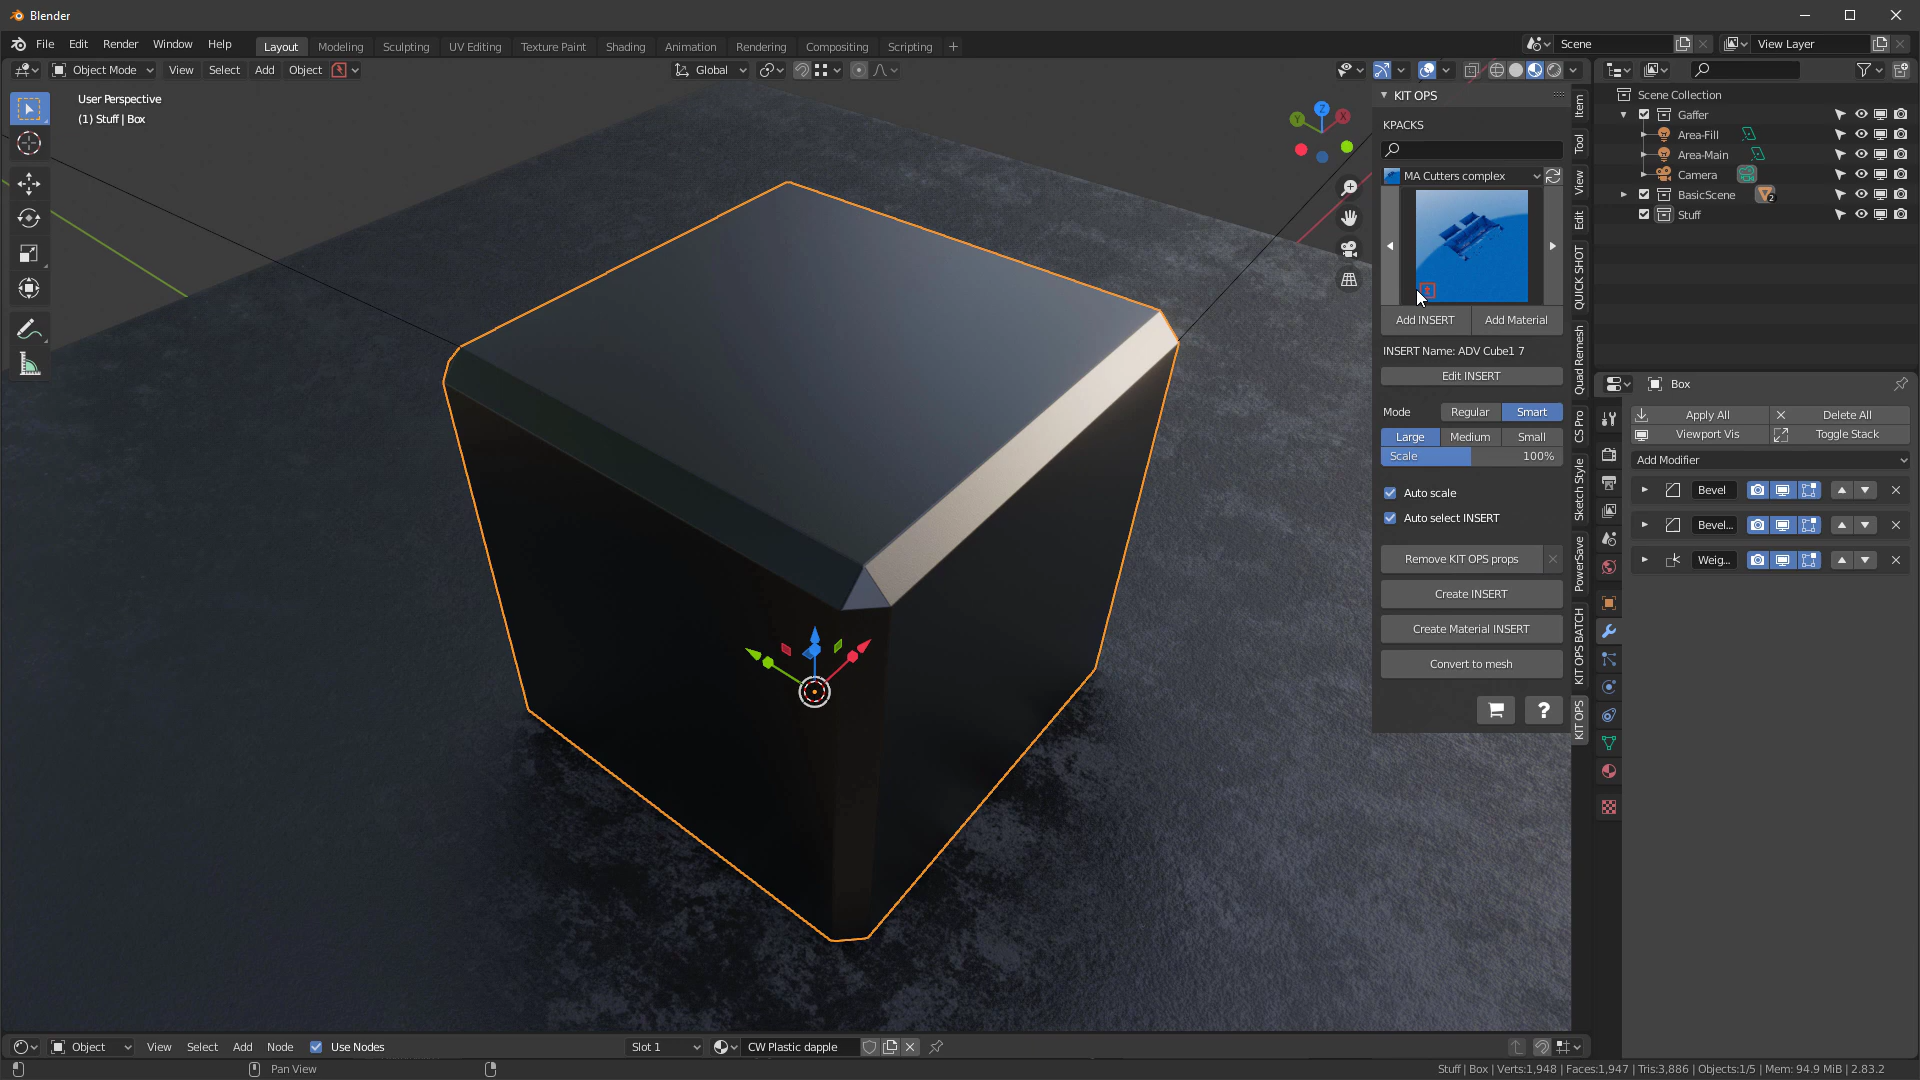 Blender
File Edit Render Window Help
Layout Modeling Sculpting UV Editing Texture Paint Shading Animation Rendering Compositing Scripting +
Scene
View Layer
Object Mode View Select Add Object
Global
User Perspective
(1) Stuff | Box
Z
Y
X
KIT OPS
KPACKS
MA Cutters complex
Add INSERT Add Material
INSERT Name: ADV Cube1 7
Edit INSERT
Mode Regular Smart
Large Medium Small
Scale 100%
Auto scale
Auto select INSERT
Remove KIT OPS props
Create INSERT
Create Material INSERT
Convert to mesh
?
Item
Tool
View
Edit
QUICK SHOT
Quad Remesh
CS Pro
Sketch Style
PowerSave
KIT OPS BATCH
KIT OPS
Scene Collection
Gaffer
Area-Fill
Area-Main
Camera
BasicScene 2
Stuff
Box
Apply All Delete All
Viewport Vis Toggle Stack
Add Modifier
Bevel
Bevel...
Weig...
Object View Select Add Node Use Nodes
Slot 1
CW Plastic dapple
Pan View
Stuff | Box | Verts:1,948 | Faces:1,947 | Tris:3,886 | Objects:1/5 | Mem: 94.9 MiB | 2.83.2